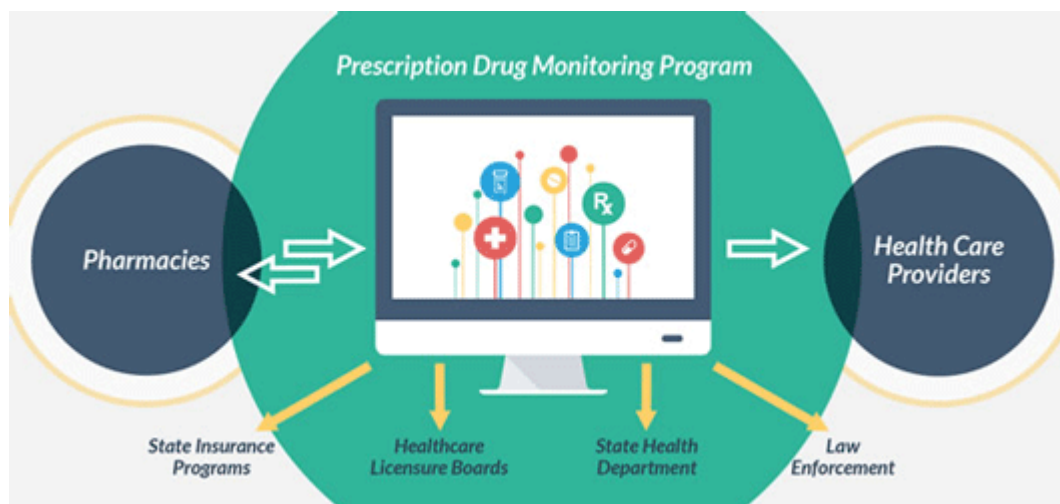 Prescription Drug Monitoring Program
Pharmacies
Rx
Health Care
Providers
State Insurance
Programs
Healthcare
Licensure Boards
State Health
Department
Law
Enforcement